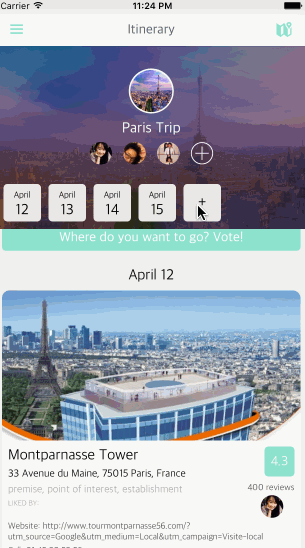 Carrier 11:24 PM
Itinerary
Paris Trip
April April April April +
12 13 14 15
Where do you want to go? Vote!
April 12
Montparnasse Tower
4.3
33 Avenue du Maine, 75015 Paris, France
premise, point of interest, establishment
400 reviews
LIKED BY:
Website: http://www.tourmontparnasse56.com/?
utm_source=Google&utm_medium=Local&utm_campaign=Visite-local